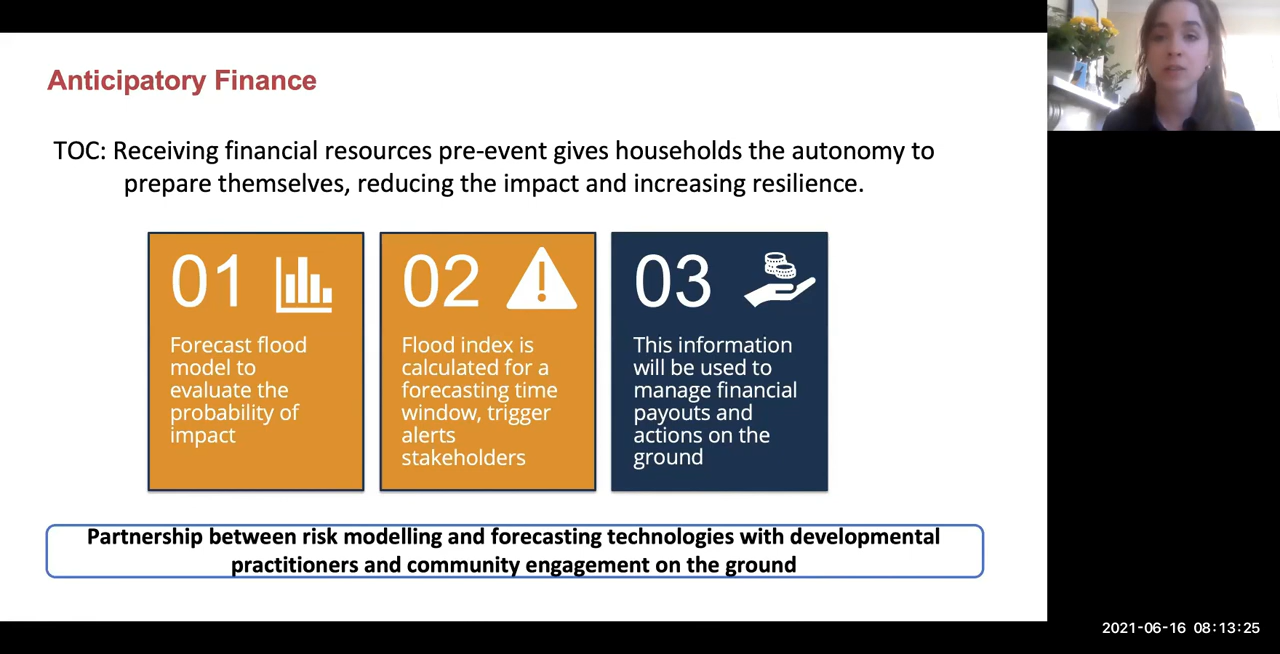 Anticipatory Finance
TOC: Receiving financial resources pre-event gives households the autonomy to
prepare themselves, reducing the impact and increasing resilience.
01
Forecast flood
model to
evaluate the
probability of
impact
02
Flood index is
calculated for a
forecasting time
window, trigger
alerts
stakeholders
03
This information
will be used to
manage financial
payouts and
actions on the
ground
Partnership between risk modelling and forecasting technologies with developmental
practitioners and community engagement on the ground
2021-06-16 08:13:25